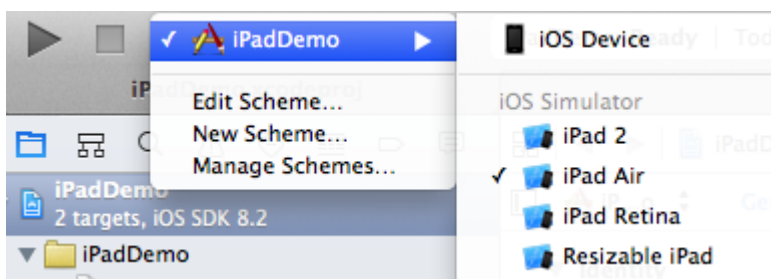 iPadDemo
iOS Device
Edit Scheme...
New Scheme...
Manage Schemes...
iOS Simulator
iPad 2
iPad Air
iPad Retina
Resizable iPad
iPadDemo
2 targets, iOS SDK 8.2
iPadDemo
Identity